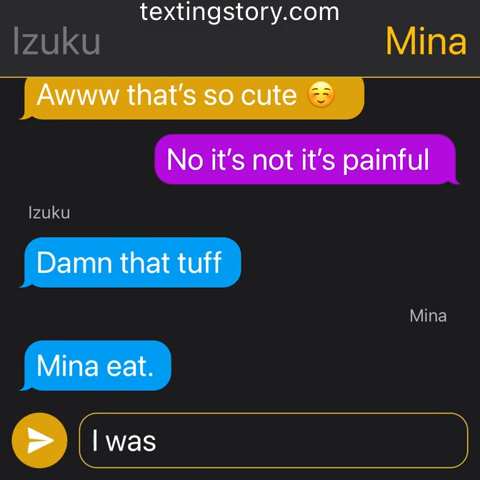 textingstory.com
Izuku
Mina
Awww that's so cute ☺️
No it's not it's painful
Izuku
Damn that tuff
Mina
Mina eat.
I was